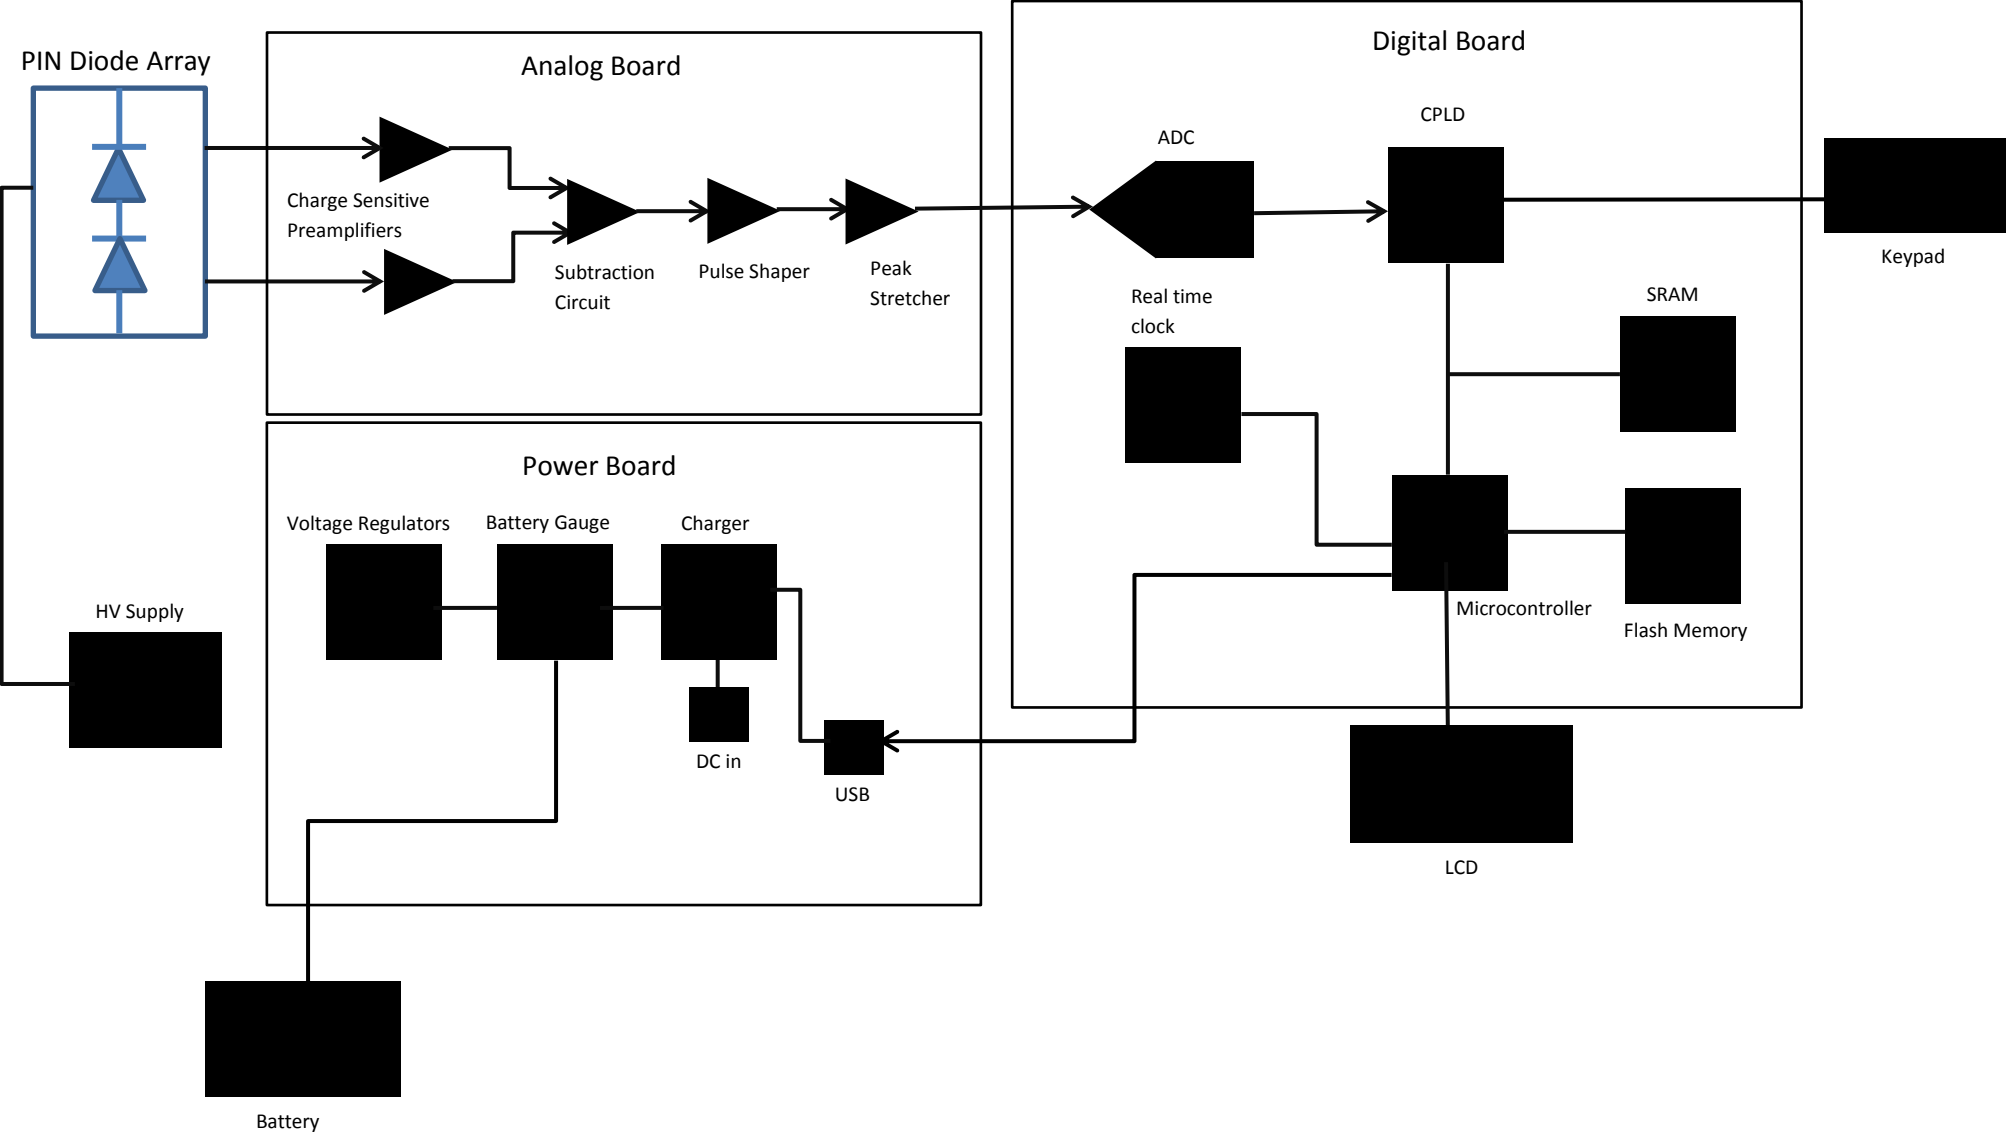 PIN Diode Array
Analog Board
Digital Board
CPLD
ADC
Charge Sensitive
Preamplifiers
Subtraction
Circuit
Pulse Shaper
Peak
Stretcher
Keypad
Real time
clock
SRAM
Power Board
Voltage Regulators
Battery Gauge
Charger
HV Supply
Microcontroller
Flash Memory
DC in
USB
LCD
Battery